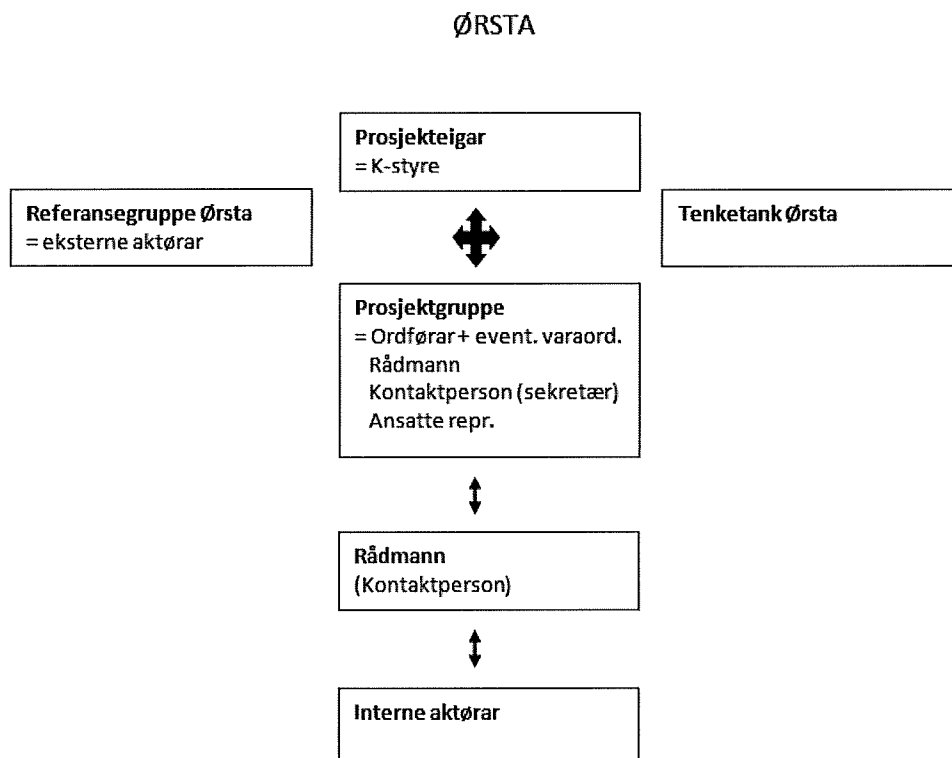 ØRSTA
Prosjekteigar
= K-styre
Referansegruppe Ørsta
= eksterne aktørar
Tenketank Ørsta
Prosjektgruppe
= Ordførar + event. varaord.
Rådmann
Kontaktperson (sekretær)
Ansatte repr.
Rådmann
(Kontaktperson)
Interne aktørar